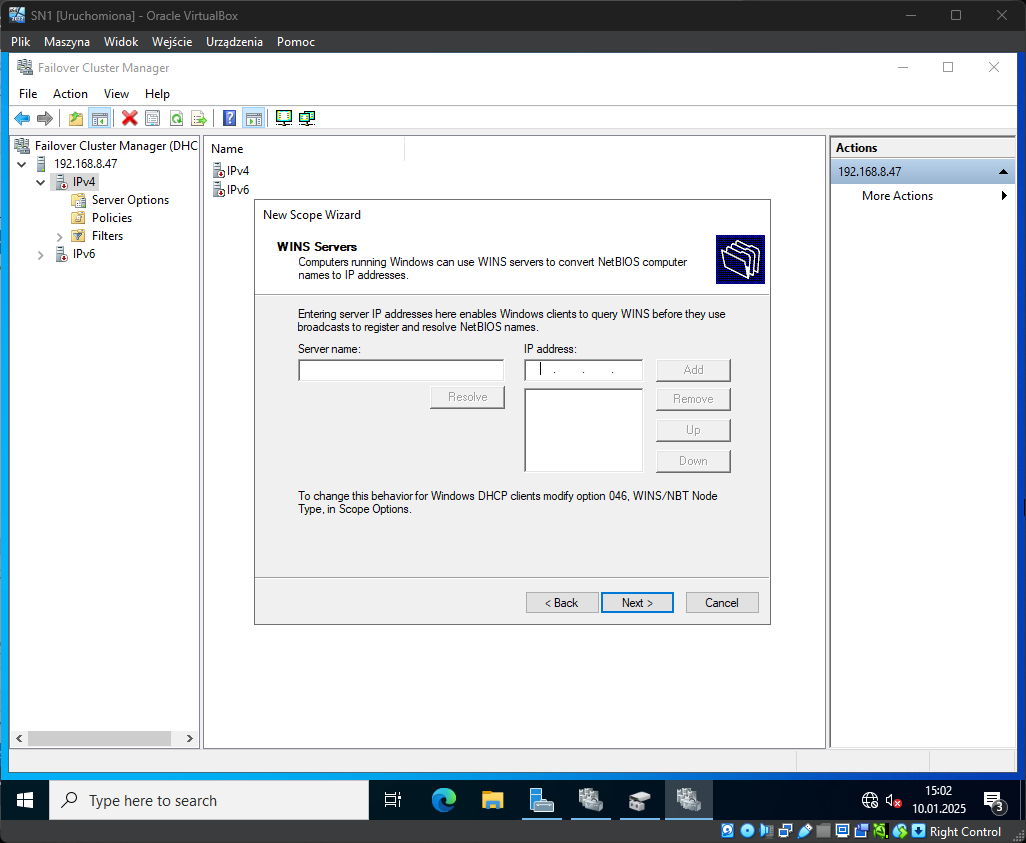 SN1 [Uruchomiona] - Oracle VirtualBox
Plik Maszyna Widok Wejście Urządzenia Pomoc
Failover Cluster Manager
File Action View Help
Failover Cluster Manager (DHC
192.168.8.47
IPv4
Server Options
Policies
Filters
IPv6
Name
IPv4
IPv6
New Scope Wizard
WINS Servers
Computers running Windows can use WINS servers to convert NetBIOS computer
names to IP addresses.
Entering server IP addresses here enables Windows clients to query WINS before they use
broadcasts to register and resolve NetBIOS names.
Server name:
IP address:
. . .
Add
Resolve
Remove
Up
Down
To change this behavior for Windows DHCP clients modify option 046, WINS/NBT Node
Type, in Scope Options.
< Back
Next >
Cancel
Actions
192.168.8.47
More Actions
Type here to search
15:02
10.01.2025
3
Right Control